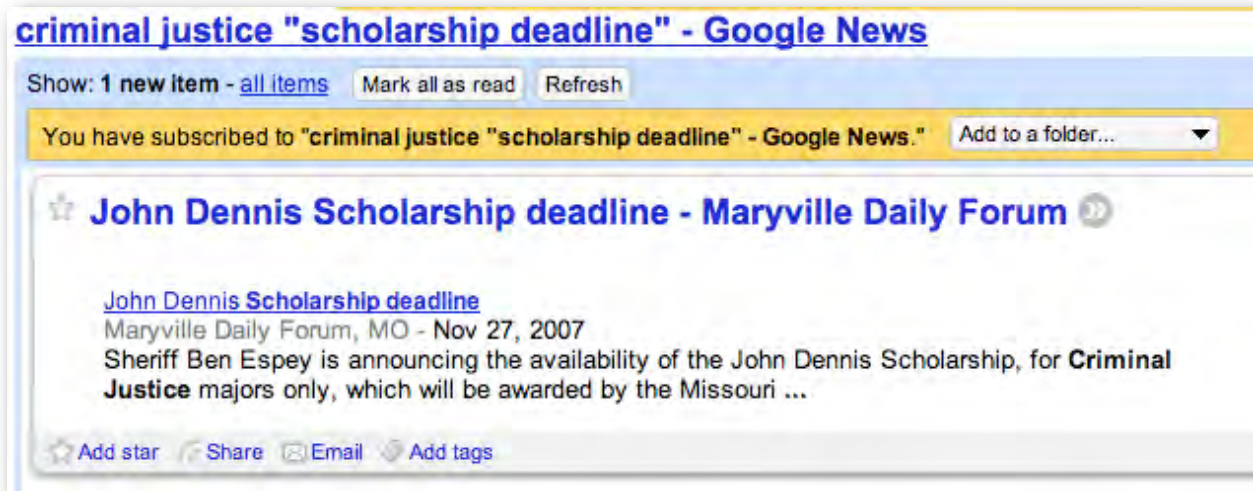 criminal justice "scholarship deadline" - Google News
Show: 1 new item - all items Mark all as read Refresh
You have subscribed to "criminal justice "scholarship deadline" - Google News." Add to a folder...
John Dennis Scholarship deadline - Maryville Daily Forum
John Dennis Scholarship deadline
Maryville Daily Forum, MO - Nov 27, 2007
Sheriff Ben Espey is announcing the availability of the John Dennis Scholarship, for Criminal
Justice majors only, which will be awarded by the Missouri ...
Add star Share Email Add tags